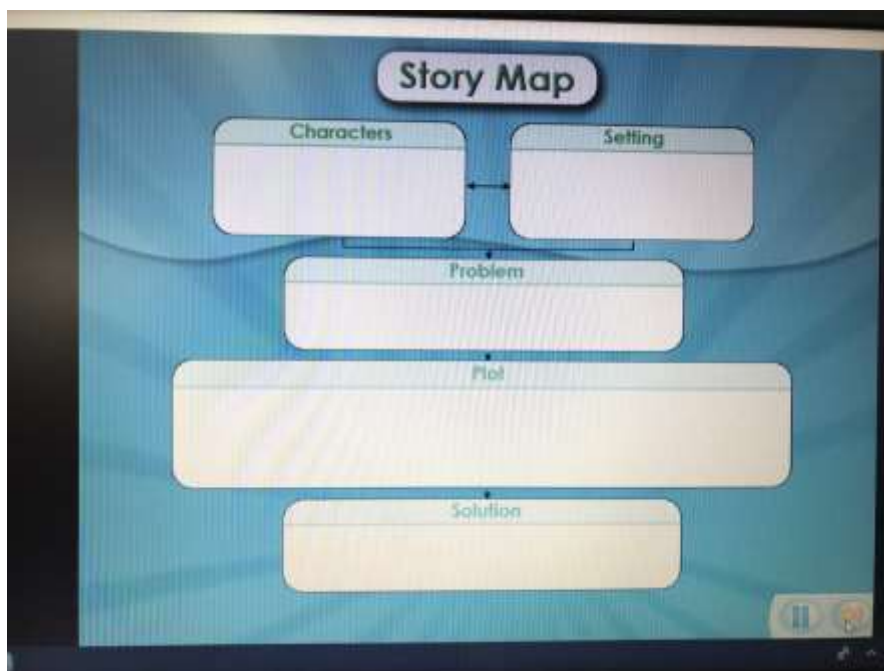 Story Map
Characters
Setting
Problem
Plot
Solution